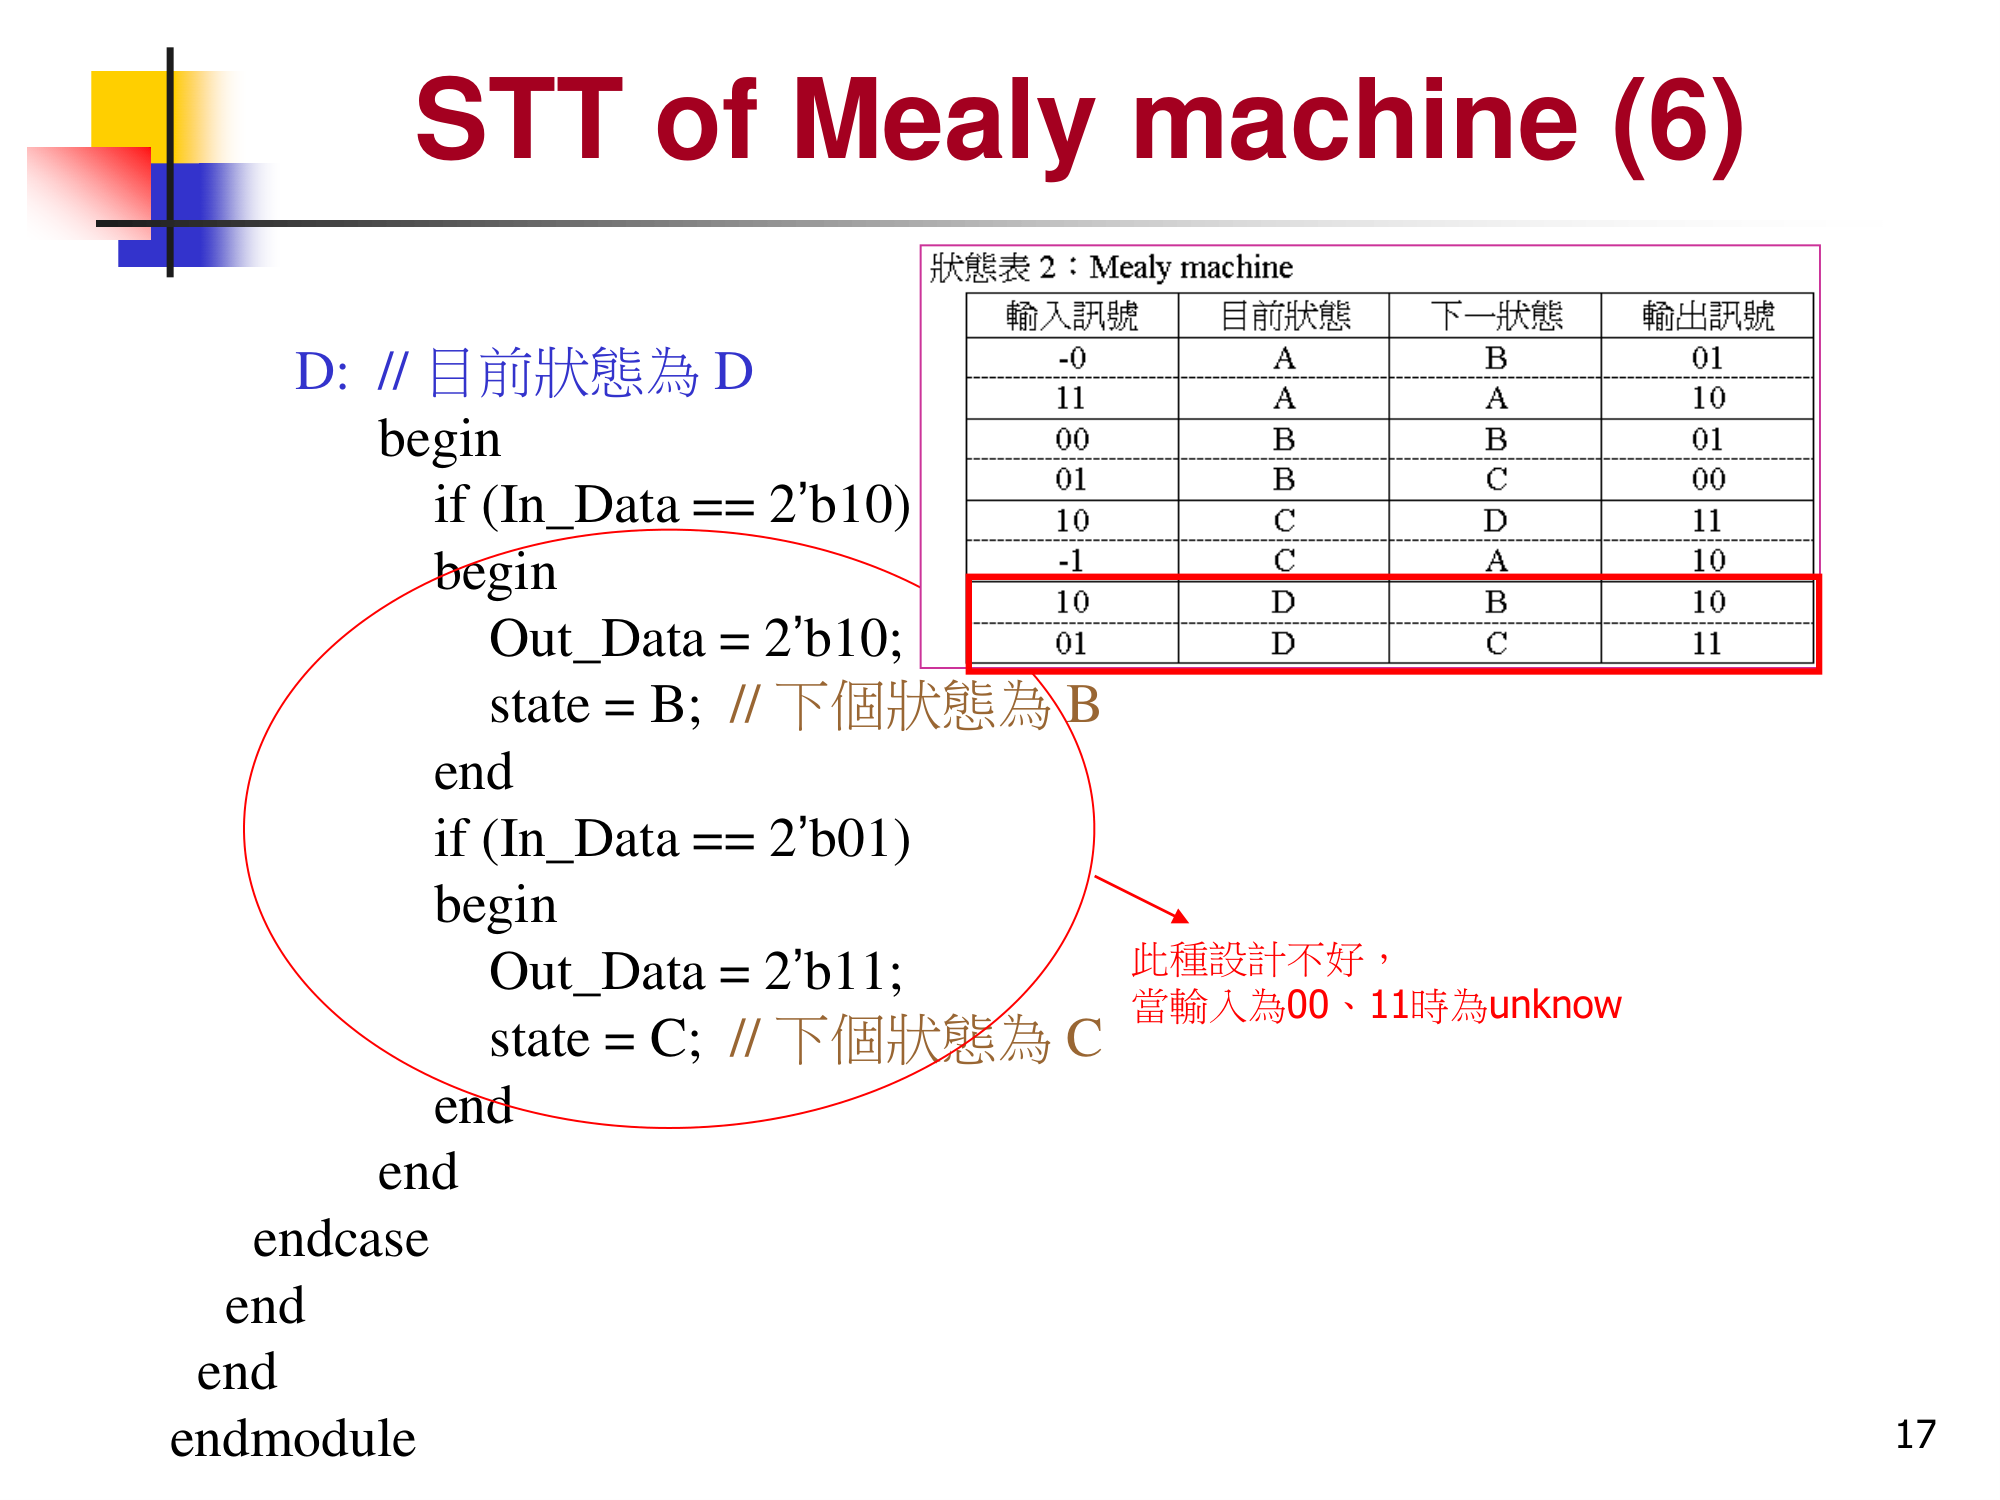 STT of Mealy machine (6)
狀態表 2：Mealy machine
輸入訊號 目前狀態 下一狀態 輸出訊號
-0 A B 01
11 A A 10
00 B B 01
01 B C 00
10 C D 11
-1 C A 10
10 D B 10
01 D C 11
D: // 目前狀態為 D
begin
if (In_Data == 2’b10)
begin
Out_Data = 2’b10;
state = B; // 下個狀態為 B
end
if (In_Data == 2’b01)
begin
Out_Data = 2’b11;
state = C; // 下個狀態為 C
end
end
endcase
end
end
endmodule
此種設計不好，
當輸入為00、11時為unknow
17